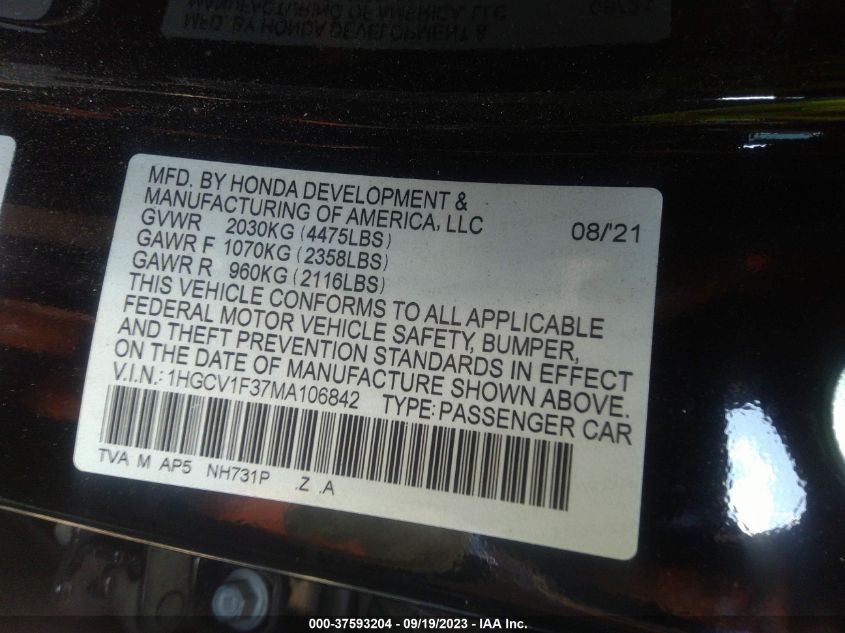 MFD. BY HONDA DEVELOPMENT &
MANUFACTURING OF AMERICA, LLC
08/'21
GVWR 2030KG (4475LBS)
GAWR F 1070KG (2358LBS)
GAWR R 960KG (2116LBS)
THIS VEHICLE CONFORMS TO ALL APPLICABLE
FEDERAL MOTOR VEHICLE SAFETY, BUMPER,
AND THEFT PREVENTION STANDARDS IN EFFECT
ON THE DATE OF MANUFACTURE SHOWN ABOVE.
V.I.N.: 1HGCV1F37MA106842 TYPE: PASSENGER CAR
TVA M AP5 NH731P .Z .A
000-37593204 - 09/19/2023 - IAA Inc.